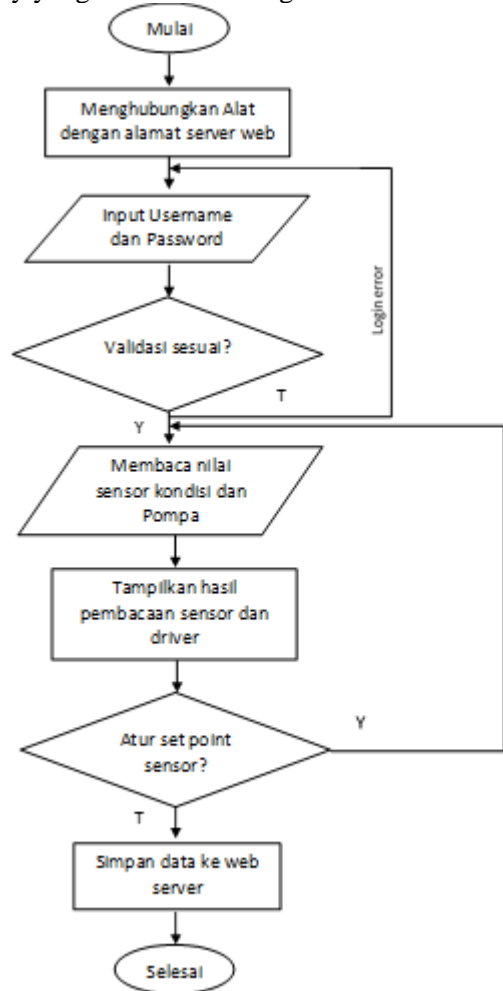 Mulai
Menghubungkan Alat
dengan alamat server web
Input Username
dan Password
Login error
Validasi sesuai?
T
Y
Membaca nilai
sensor kondisi dan
Pompa
Tampilkan hasil
pembacaan sensor dan
driver
Atur set point
sensor?
Y
T
Simpan data ke web
server
Selesai